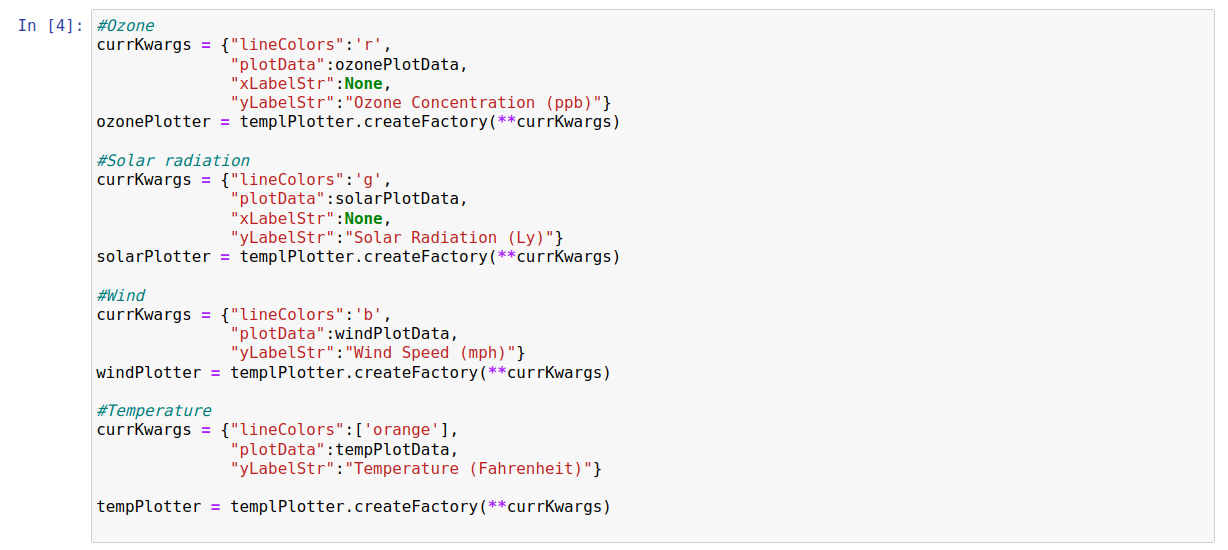 In [4]: #Ozone
currKwargs = {"lineColors":'r',
              "plotData":ozonePlotData,
              "xLabelStr":None,
              "yLabelStr":"Ozone Concentration (ppb)"}
ozonePlotter = templPlotter.createFactory(**currKwargs)

#Solar radiation
currKwargs = {"lineColors":'g',
              "plotData":solarPlotData,
              "xLabelStr":None,
              "yLabelStr":"Solar Radiation (Ly)"}
solarPlotter = templPlotter.createFactory(**currKwargs)

#Wind
currKwargs = {"lineColors":'b',
              "plotData":windPlotData,
              "yLabelStr":"Wind Speed (mph)"}
windPlotter = templPlotter.createFactory(**currKwargs)

#Temperature
currKwargs = {"lineColors":['orange'],
              "plotData":tempPlotData,
              "yLabelStr":"Temperature (Fahrenheit)"}

tempPlotter = templPlotter.createFactory(**currKwargs)